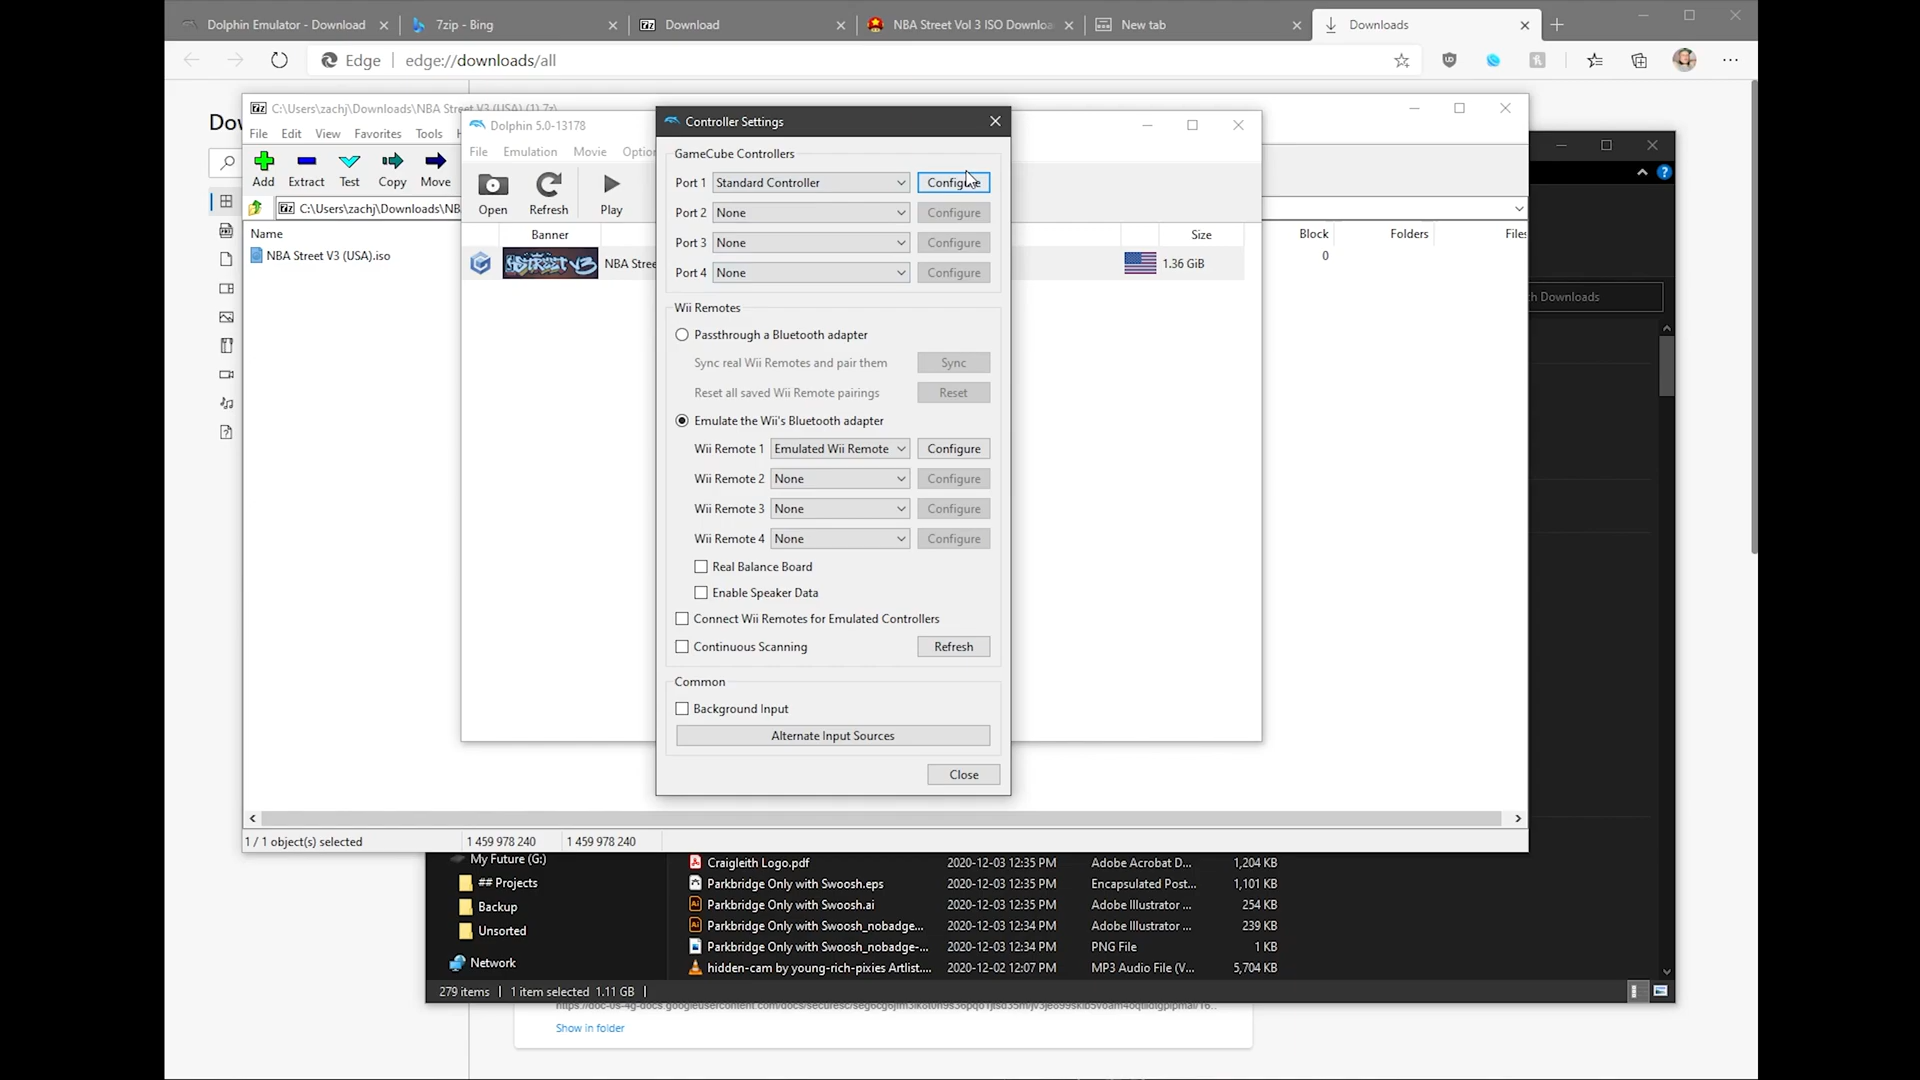 Dolphin Emulator - Download
7zip - Bing
Download
NBA Street Vol 3 ISO Downloa
New tab
Downloads
Edge
edge://downloads/all
C:\Users\zachj\Downloads\NBA Street V3 (USA) (1).7z\
File Edit View Favorites Tools
Add Extract Test Copy Move
C:\Users\zachj\Downloads\NB
Name
NBA Street V3 (USA).iso
Block Folders Files
0
1 / 1 object(s) selected
1 459 978 240
1 459 978 240
Dolphin 5.0-13178
File Emulation Movie Option
Open Refresh Play
Banner
Size
STREET V3
NBA Stree
1.36 GiB
Controller Settings
GameCube Controllers
Port 1 Standard Controller Configure
Port 2 None Configure
Port 3 None Configure
Port 4 None Configure
Wii Remotes
Passthrough a Bluetooth adapter
Sync real Wii Remotes and pair them Sync
Reset all saved Wii Remote pairings Reset
Emulate the Wii's Bluetooth adapter
Wii Remote 1 Emulated Wii Remote Configure
Wii Remote 2 None Configure
Wii Remote 3 None Configure
Wii Remote 4 None Configure
Real Balance Board
Enable Speaker Data
Connect Wii Remotes for Emulated Controllers
Continuous Scanning Refresh
Common
Background Input
Alternate Input Sources
Close
h Downloads
My Future (G:)
## Projects
Backup
Unsorted
Network
Craigleith Logo.pdf 2020-12-03 12:35 PM Adobe Acrobat D... 1,204 KB
Parkbridge Only with Swoosh.eps 2020-12-03 12:35 PM Encapsulated Post... 1,101 KB
Parkbridge Only with Swoosh.ai 2020-12-03 12:35 PM Adobe Illustrator ... 254 KB
Parkbridge Only with Swoosh_nobadge... 2020-12-03 12:34 PM Adobe Illustrator ... 239 KB
Parkbridge Only with Swoosh_nobadge-... 2020-12-03 12:34 PM PNG File 1 KB
hidden-cam by young-rich-pixies Artlist.... 2020-12-02 12:07 PM MP3 Audio File (V... 5,704 KB
279 items
1 item selected 1.11 GB
Show in folder